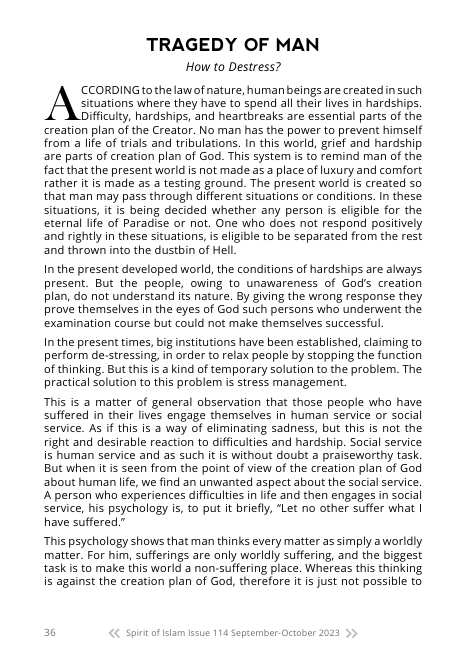 TRAGEDY OF MAN
How to Destress?
ACCORDING to the law of nature, human beings are created in such
situations where they have to spend all their lives in hardships.
Difficulty, hardships, and heartbreaks are essential parts of the
creation plan of the Creator. No man has the power to prevent himself
from a life of trials and tribulations. In this world, grief and hardship
are parts of creation plan of God. This system is to remind man of the
fact that the present world is not made as a place of luxury and comfort
rather it is made as a testing ground. The present world is created so
that man may pass through different situations or conditions. In these
situations, it is being decided whether any person is eligible for the
eternal life of Paradise or not. One who does not respond positively
and rightly in these situations, is eligible to be separated from the rest
and thrown into the dustbin of Hell.
In the present developed world, the conditions of hardships are always
present. But the people, owing to unawareness of God’s creation
plan, do not understand its nature. By giving the wrong response they
prove themselves in the eyes of God such persons who underwent the
examination course but could not make themselves successful.
In the present times, big institutions have been established, claiming to
perform de-stressing, in order to relax people by stopping the function
of thinking. But this is a kind of temporary solution to the problem. The
practical solution to this problem is stress management.
This is a matter of general observation that those people who have
suffered in their lives engage themselves in human service or social
service. As if this is a way of eliminating sadness, but this is not the
right and desirable reaction to difficulties and hardship. Social service
is human service and as such it is without doubt a praiseworthy task.
But when it is seen from the point of view of the creation plan of God
about human life, we find an unwanted aspect about the social service.
A person who experiences difficulties in life and then engages in social
service, his psychology is, to put it briefly, “Let no other suffer what I
have suffered.”
This psychology shows that man thinks every matter as simply a worldly
matter. For him, sufferings are only worldly suffering, and the biggest
task is to make this world a non-suffering place. Whereas this thinking
is against the creation plan of God, therefore it is just not possible to
36 Spirit of Islam Issue 114 September-October 2023